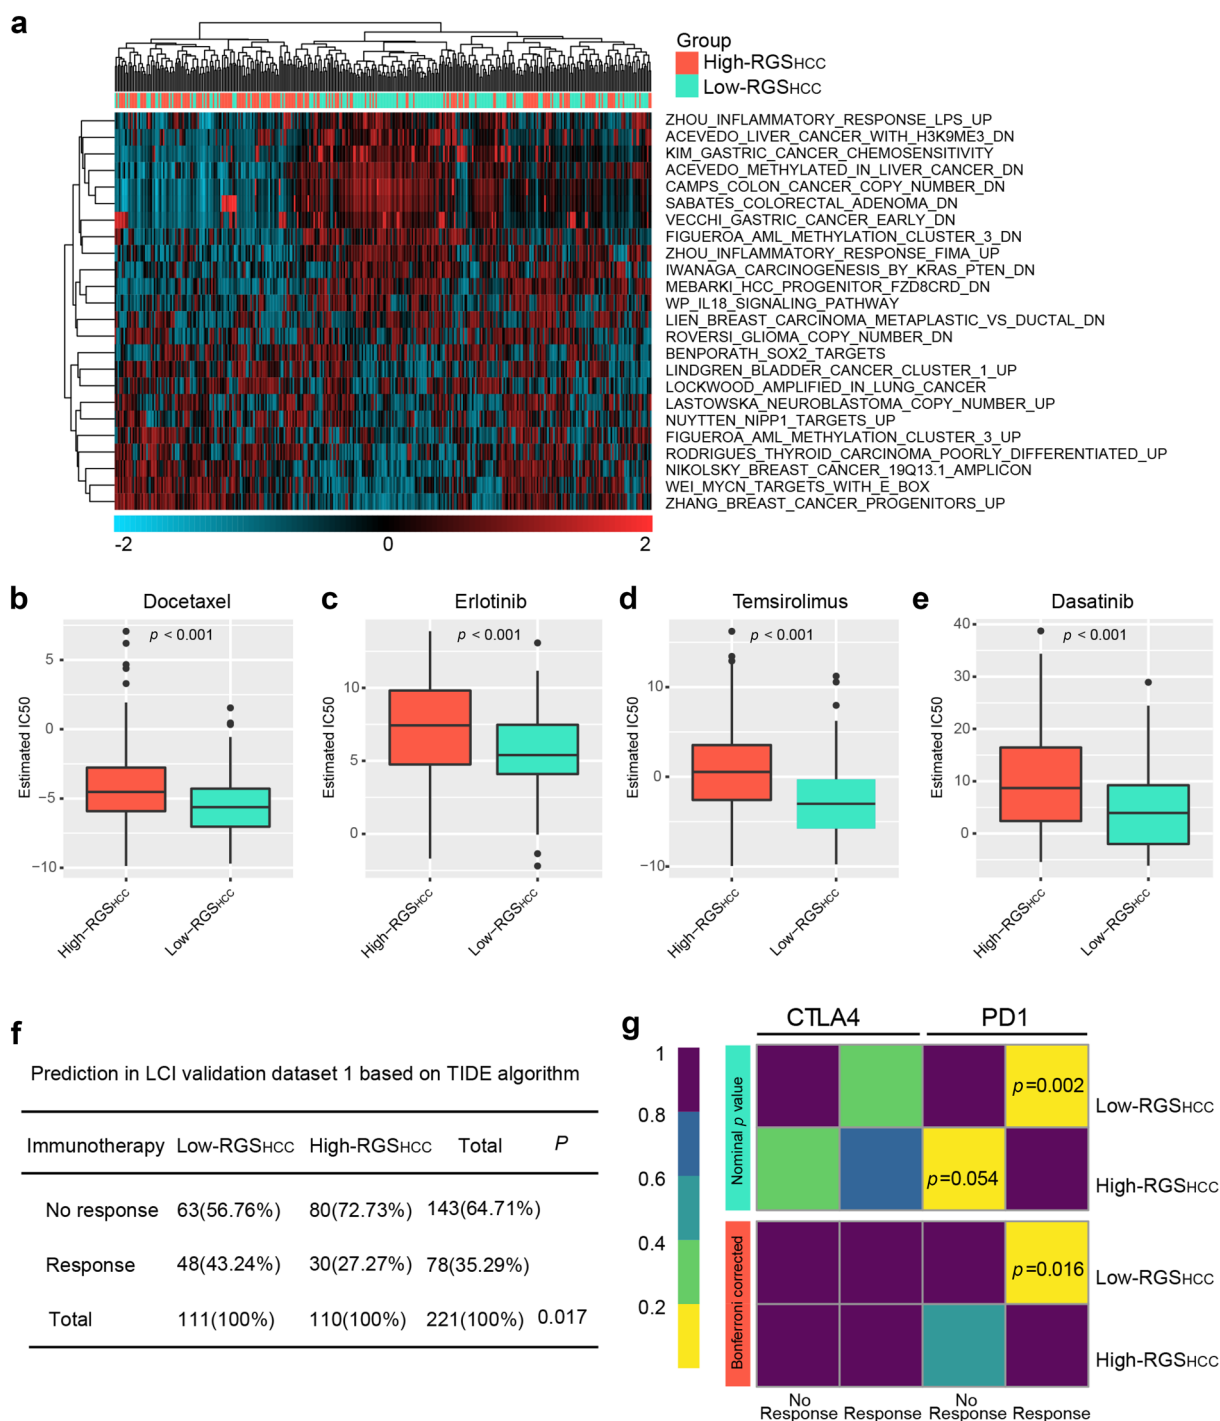 a
Group
High-RGSHCC
Low-RGSHCC
ZHOU_INFLAMMATORY_RESPONSE_LPS_UP
ACEVEDO_LIVER_CANCER_WITH_H3K9ME3_DN
KIM_GASTRIC_CANCER_CHEMOSENSITIVITY
ACEVEDO_METHYLATED_IN_LIVER_CANCER_DN
CAMPS_COLON_CANCER_COPY_NUMBER_DN
SABATES_COLORECTAL_ADENOMA_DN
VECCHI_GASTRIC_CANCER_EARLY_DN
FIGUEROA_AML_METHYLATION_CLUSTER_3_DN
ZHOU_INFLAMMATORY_RESPONSE_FIMA_UP
IWANAGA_CARCINOGENESIS_BY_KRAS_PTEN_DN
MEBARKI_HCC_PROGENITOR_FZD8CRD_DN
WP_IL18_SIGNALING_PATHWAY
LIEN_BREAST_CARCINOMA_METAPLASTIC_VS_DUCTAL_DN
ROVERSI_GLIOMA_COPY_NUMBER_DN
BENPORATH_SOX2_TARGETS
LINDGREN_BLADDER_CANCER_CLUSTER_1_UP
LOCKWOOD_AMPLIFIED_IN_LUNG_CANCER
LASTOWSKA_NEUROBLASTOMA_COPY_NUMBER_UP
NUYTTEN_NIPP1_TARGETS_UP
FIGUEROA_AML_METHYLATION_CLUSTER_3_UP
RODRIGUES_THYROID_CARCINOMA_POORLY_DIFFERENTIATED_UP
NIKOLSKY_BREAST_CANCER_19Q13.1_AMPLICON
WEI_MYCN_TARGETS_WITH_E_BOX
ZHANG_BREAST_CANCER_PROGENITORS_UP
-2 0 2
b Docetaxel
p < 0.001
Estimated IC50
5
0
−5
−10
High−RGSHCC
Low−RGSHCC
c Erlotinib
p < 0.001
Estimated IC50
10
5
0
High−RGSHCC
Low−RGSHCC
d Temsirolimus
p < 0.001
Estimated IC50
10
0
−10
High−RGSHCC
Low−RGSHCC
e Dasatinib
p < 0.001
Estimated IC50
40
30
20
10
0
High−RGSHCC
Low−RGSHCC
f
Prediction in LCI validation dataset 1 based on TIDE algorithm
Immunotherapy Low-RGSHCC High-RGSHCC Total P
No response 63(56.76%) 80(72.73%) 143(64.71%)
Response 48(43.24%) 30(27.27%) 78(35.29%)
Total 111(100%) 110(100%) 221(100%) 0.017
g
CTLA4 PD1
1
0.8
0.6
0.4
0.2
Nominal p value
Bonferroni corrected
p=0.002
Low-RGSHCC
p=0.054
High-RGSHCC
p=0.016
Low-RGSHCC
High-RGSHCC
No Response
Response
No Response
Response